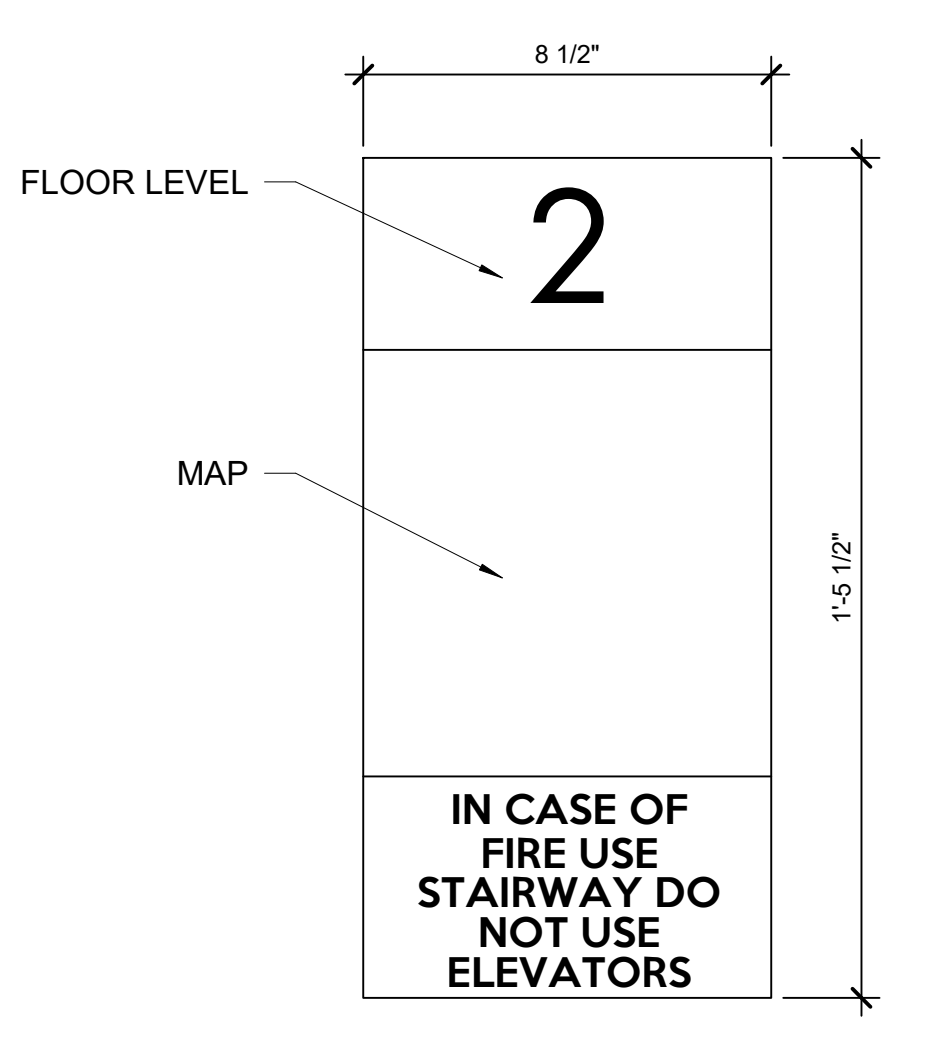 8 1/2"
FLOOR LEVEL
2
MAP
1'-5 1/2"
IN CASE OF
FIRE USE
STAIRWAY DO
NOT USE
ELEVATORS